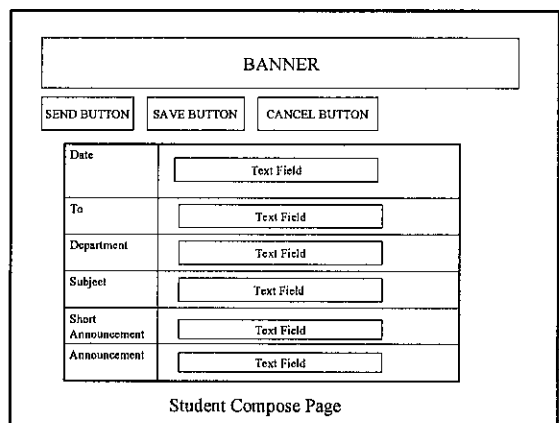 BANNER
SEND BUTTON SAVE BUTTON CANCEL BUTTON
Date Text Field
To Text Field
Department Text Field
Subject Text Field
Short
Announcement Text Field
Announcement Text Field
Student Compose Page